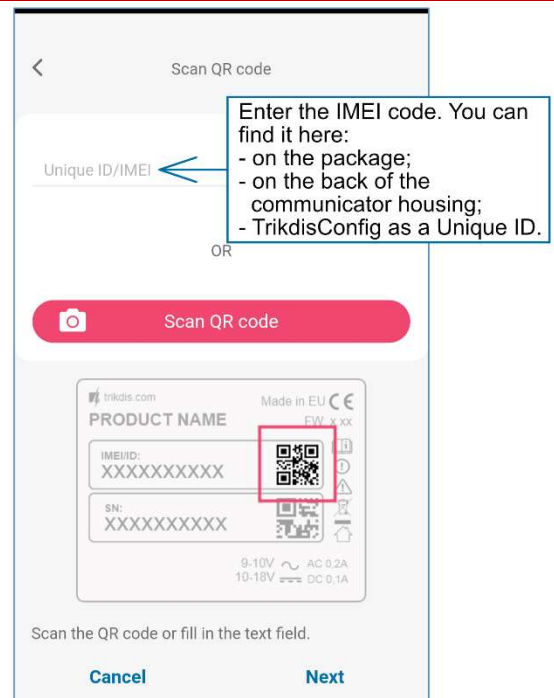 Scan QR code
Enter the IMEI code. You can
find it here:
- on the package;
- on the back of the
communicator housing;
- TrikdisConfig as a Unique ID.
Unique ID/IMEI
OR
Scan QR code
trikdis.com
Made in EU CE
PRODUCT NAME
FW. x.xx
IMEI/ID:
XXXXXXXXXX
SN:
XXXXXXXXXX
9-10V AC 0,2A
10-18V DC 0,1A
Scan the QR code or fill in the text field.
Cancel
Next